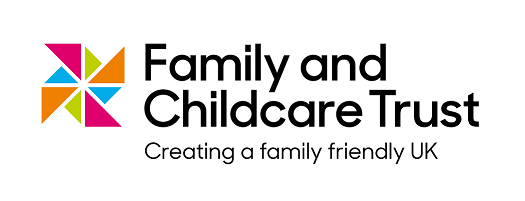 Family and
Childcare Trust
Creating a family friendly UK